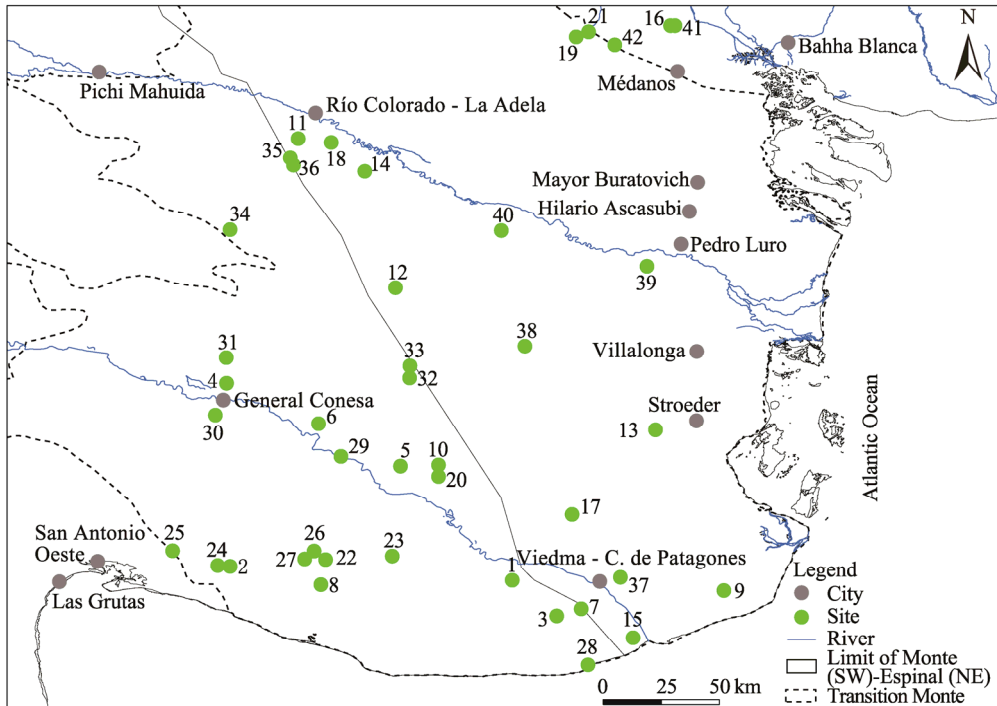 21
16
41
N
19
42
Bahha Blanca
Médanos
Pichi Mahuida
Río Colorado - La Adela
11
18
35
36
14
Mayor Buratovich
Hilario Ascasubi
34
40
Pedro Luro
39
12
38
31
33
Villalonga
4
32
General Conesa
30
6
Stroeder
13
29
5
10
20
Atlantic Ocean
17
San Antonio
Oeste
25
26
23
24
2
27
22
8
Viedma - C. de Patagones
1
37
9
Las Grutas
3
7
15
28
Legend
City
Site
River
Limit of Monte
(SW)-Espinal (NE)
Transition Monte
0 25 50 km